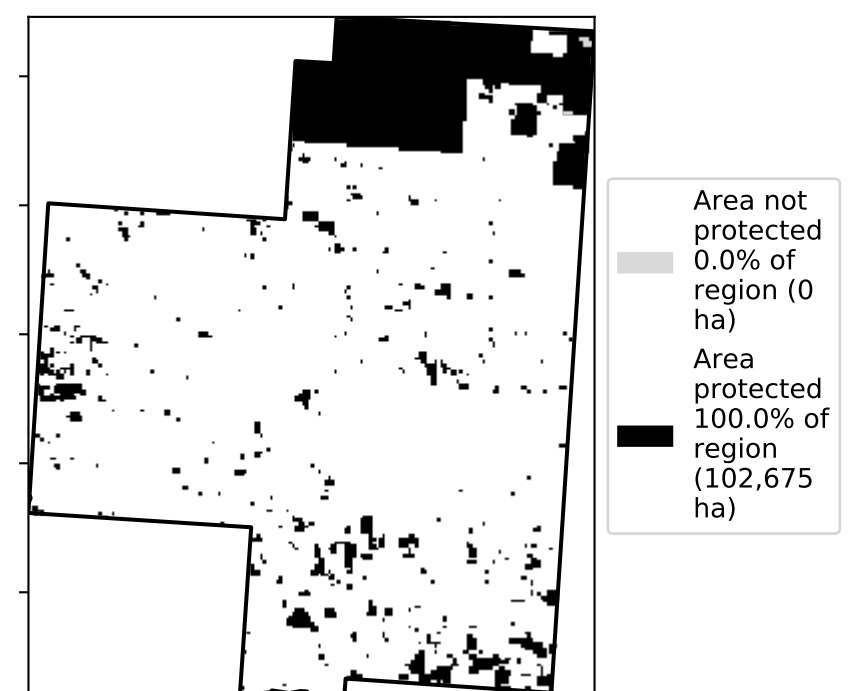 Area not
protected
0.0% of
region (0
ha)
Area
protected
100.0% of
region
(102,675
ha)